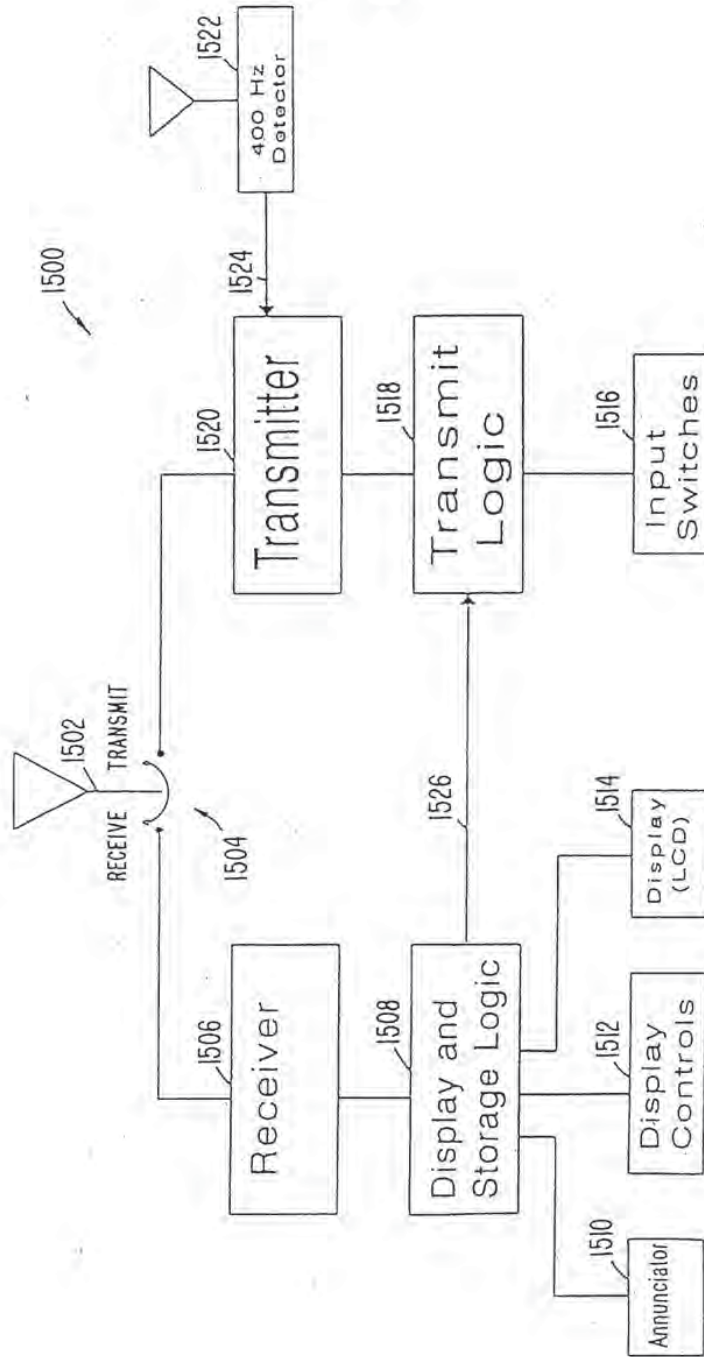 1500
1502
RECEIVE
TRANSMIT
1504
1506
Receiver
1520
Transmitter
1524
1522
400 Hz
Detector
1508
Display and
Storage Logic
1526
1518
Transmit
Logic
1510
Annunciator
1512
Display
Controls
1514
Display
(LCD)
1516
Input
Switches